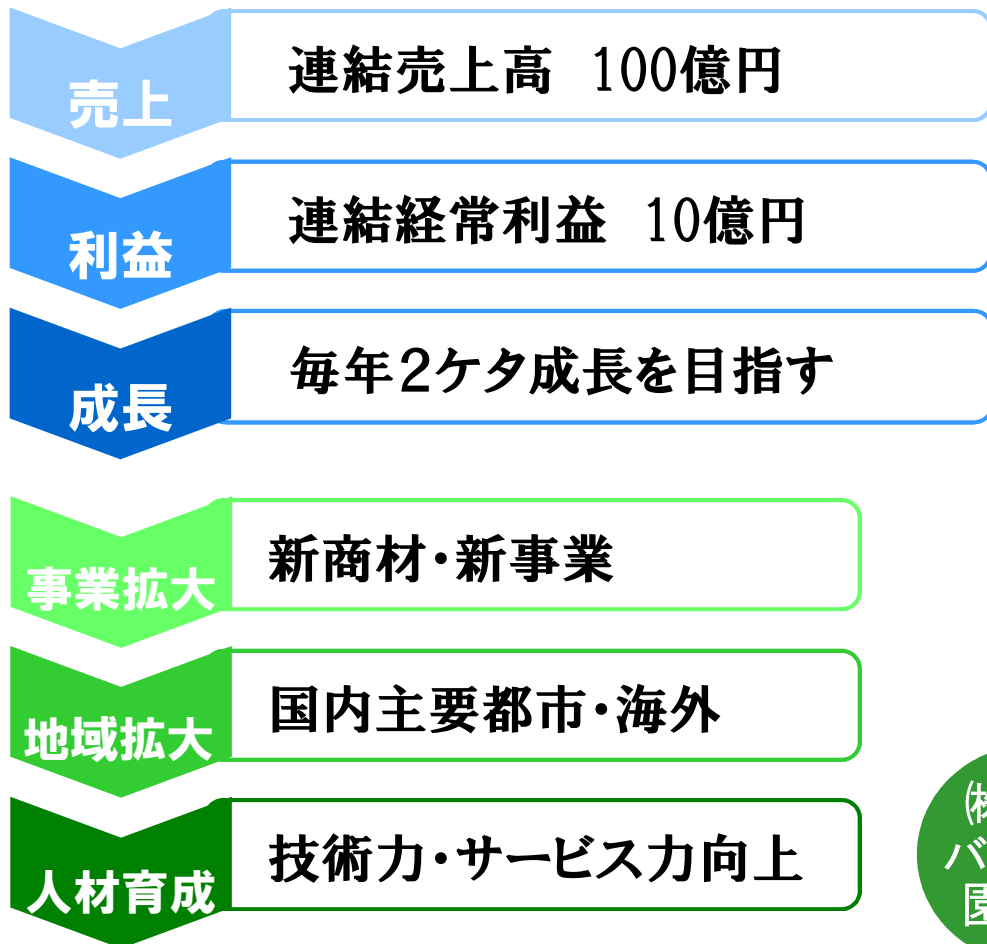 売上
連結売上高 100億円
利益
連結経常利益 10億円
成長
毎年2ケタ成長を目指す
事業拡大
新商材・新事業
地域拡大
国内主要都市・海外
人材育成
技術力・サービス力向上
バ
園